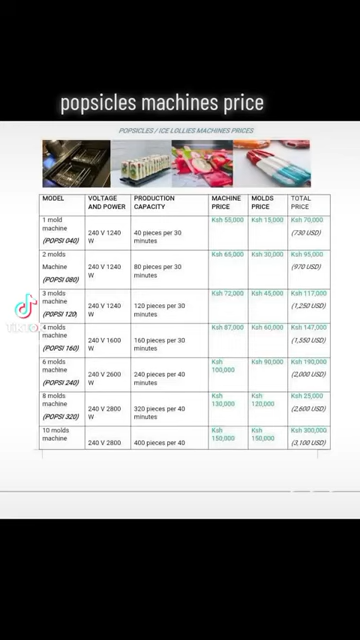 popsicles machines price
POPSICLES / ICE LOLLIES MACHINES PRICES
MODEL VOLTAGE AND POWER PRODUCTION CAPACITY MACHINE PRICE MOLDS PRICE TOTAL PRICE
1 mold machine (POPSI 040) 240 V 1240 W 40 pieces per 30 minutes Ksh 55,000 Ksh 15,000 Ksh 70,000 (730 USD)
2 molds Machine (POPSI 080) 240 V 1240 W 80 pieces per 30 minutes Ksh 65,000 Ksh 30,000 Ksh 95,000 (970 USD)
3 molds machine (POPSI 120) 240 V 1240 W 120 pieces per 30 minutes Ksh 72,000 Ksh 45,000 Ksh 117,000 (1,250 USD)
4 molds machine (POPSI 160) 240 V 1600 W 160 pieces per 30 minutes Ksh 87,000 Ksh 60,000 Ksh 147,000 (1,550 USD)
6 molds machine (POPSI 240) 240 V 2600 W 240 pieces per 40 minutes Ksh 100,000 Ksh 90,000 Ksh 190,000 (2,000 USD)
8 molds machine (POPSI 320) 240 V 2800 W 320 pieces per 40 minutes Ksh 130,000 Ksh 120,000 Ksh 25,000 (2,600 USD)
10 molds machine 240 V 2800 400 pieces per 40 Ksh 150,000 Ksh 150,000 Ksh 300,000 (3,100 USD)